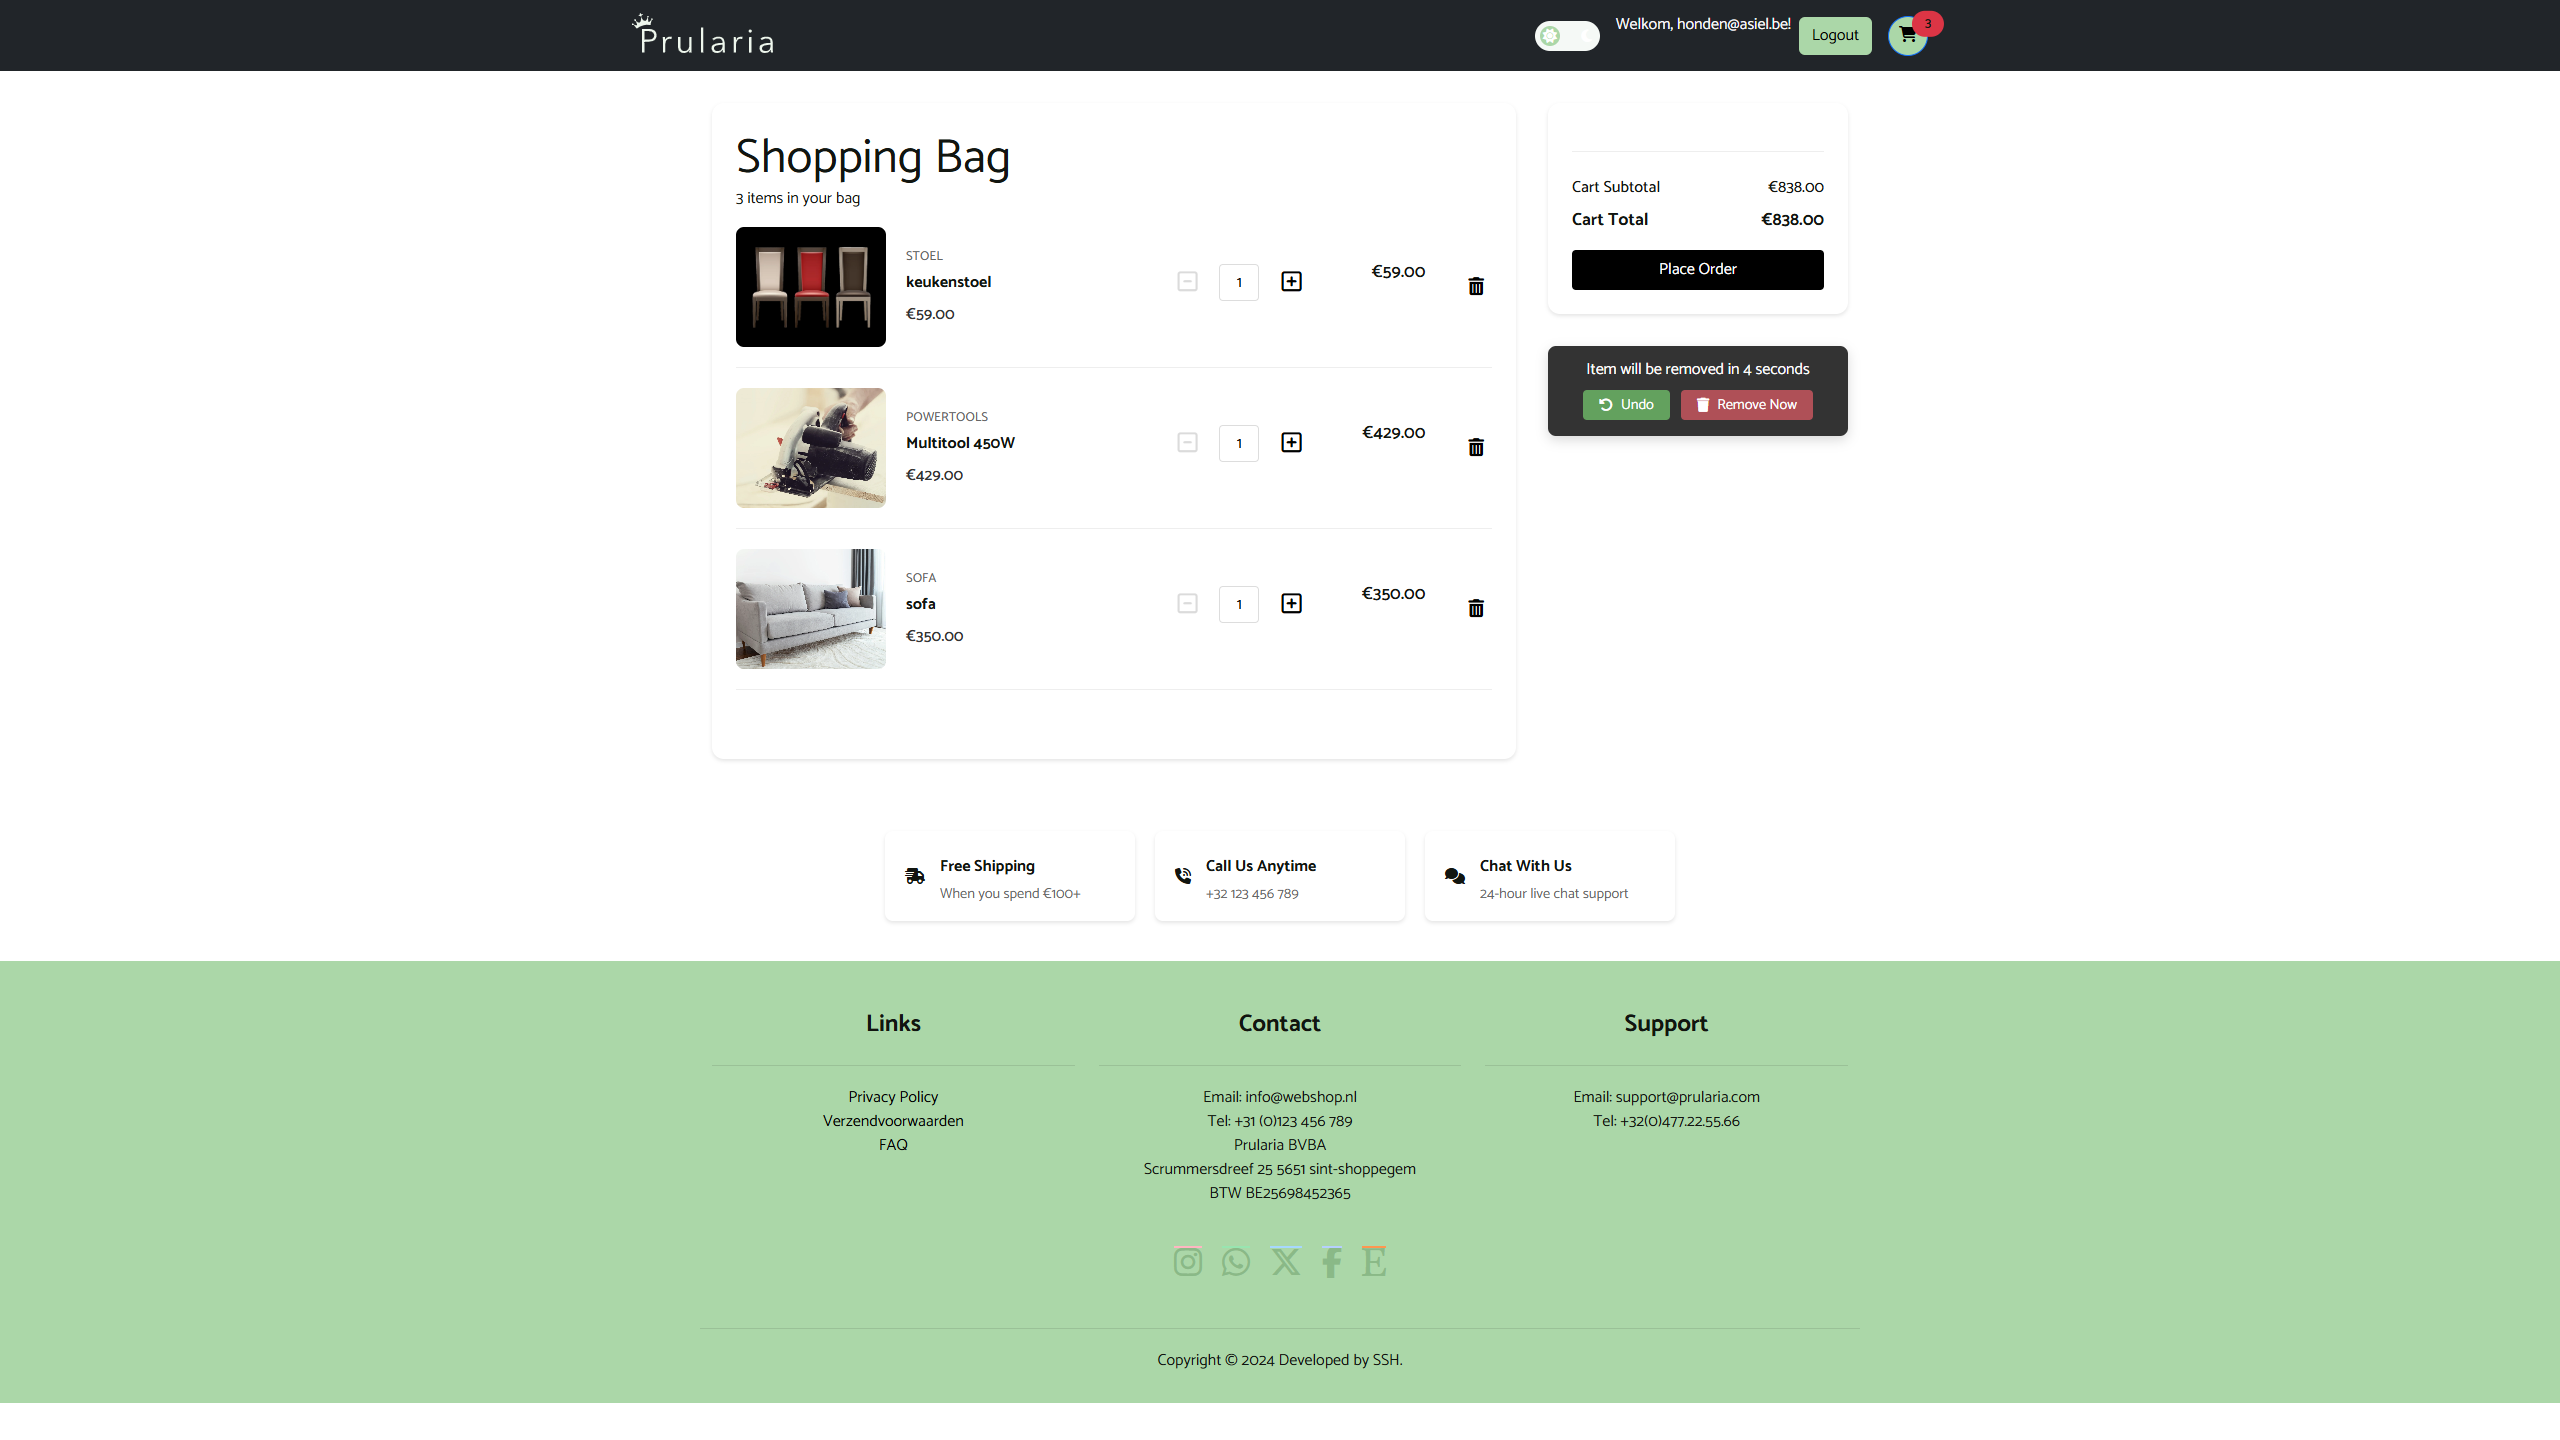 Prularia
Welkom, honden@asiel.be!
Logout
3
Shopping Bag
3 items in your bag
STOEL
keukenstoel
€59.00
1
€59.00
POWERTOOLS
Multitool 450W
€429.00
1
€429.00
SOFA
sofa
€350.00
1
€350.00
Cart Subtotal €838.00
Cart Total €838.00
Place Order
Item will be removed in 4 seconds
Undo
Remove Now
Free Shipping
When you spend €100+
Call Us Anytime
+32 123 456 789
Chat With Us
24-hour live chat support
Links
Privacy Policy
Verzendvoorwaarden
FAQ
Contact
Email: info@webshop.nl
Tel: +31 (0)123 456 789
Prularia BVBA
Scrummersdreef 25 5651 sint-shoppegem
BTW BE25698452365
Support
Email: support@prularia.com
Tel: +32(0)477.22.55.66
Copyright © 2024 Developed by SSH.